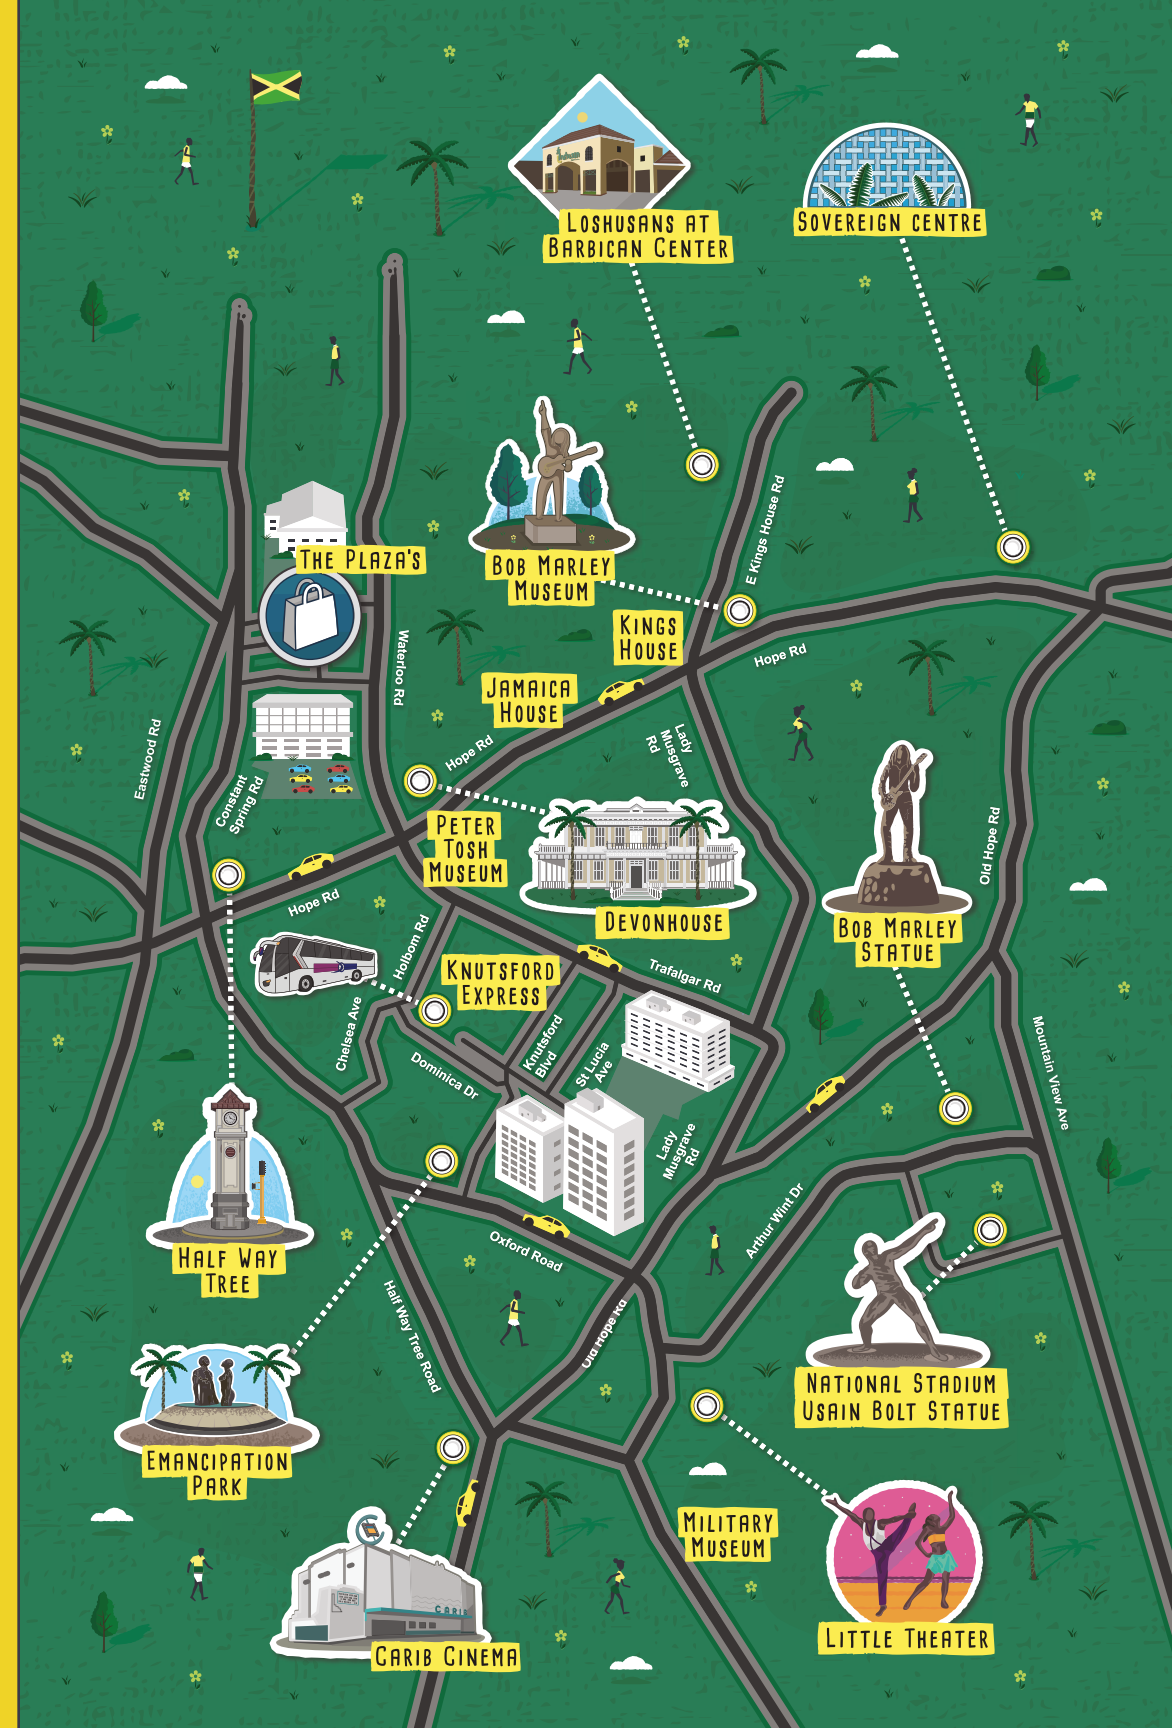 LOSHUSANS AT
BARBICAN CENTER
SOVEREIGN CENTRE
E Kings House Rd
THE PLAZA'S
BOB MARLEY
MUSEUM
KINGS
HOUSE
Hope Rd
Waterloo Rd
JAMAICA
HOUSE
Lady
Musgrave
Rd
Hope Rd
Eastwood Rd
Constant
Spring Rd
PETER
TOSH
MUSEUM
Old Hope Rd
Hope Rd
DEVONHOUSE
BOB MARLEY
STATUE
Holborn Rd
KNUTSFORD
EXPRESS
Trafalgar Rd
Chelsea Ave
Dominica Dr
Knutsford
Blvd
St Lucia
Ave
Mountain View Ave
Lady
Musgrave
Rd
HALF WAY
TREE
Oxford Road
Arthur Wint Dr
Half Way Tree Road
Old Hope Rd
NATIONAL STADIUM
USAIN BOLT STATUE
EMANCIPATION
PARK
MILITARY
MUSEUM
CARIB
CARIB CINEMA
LITTLE THEATER